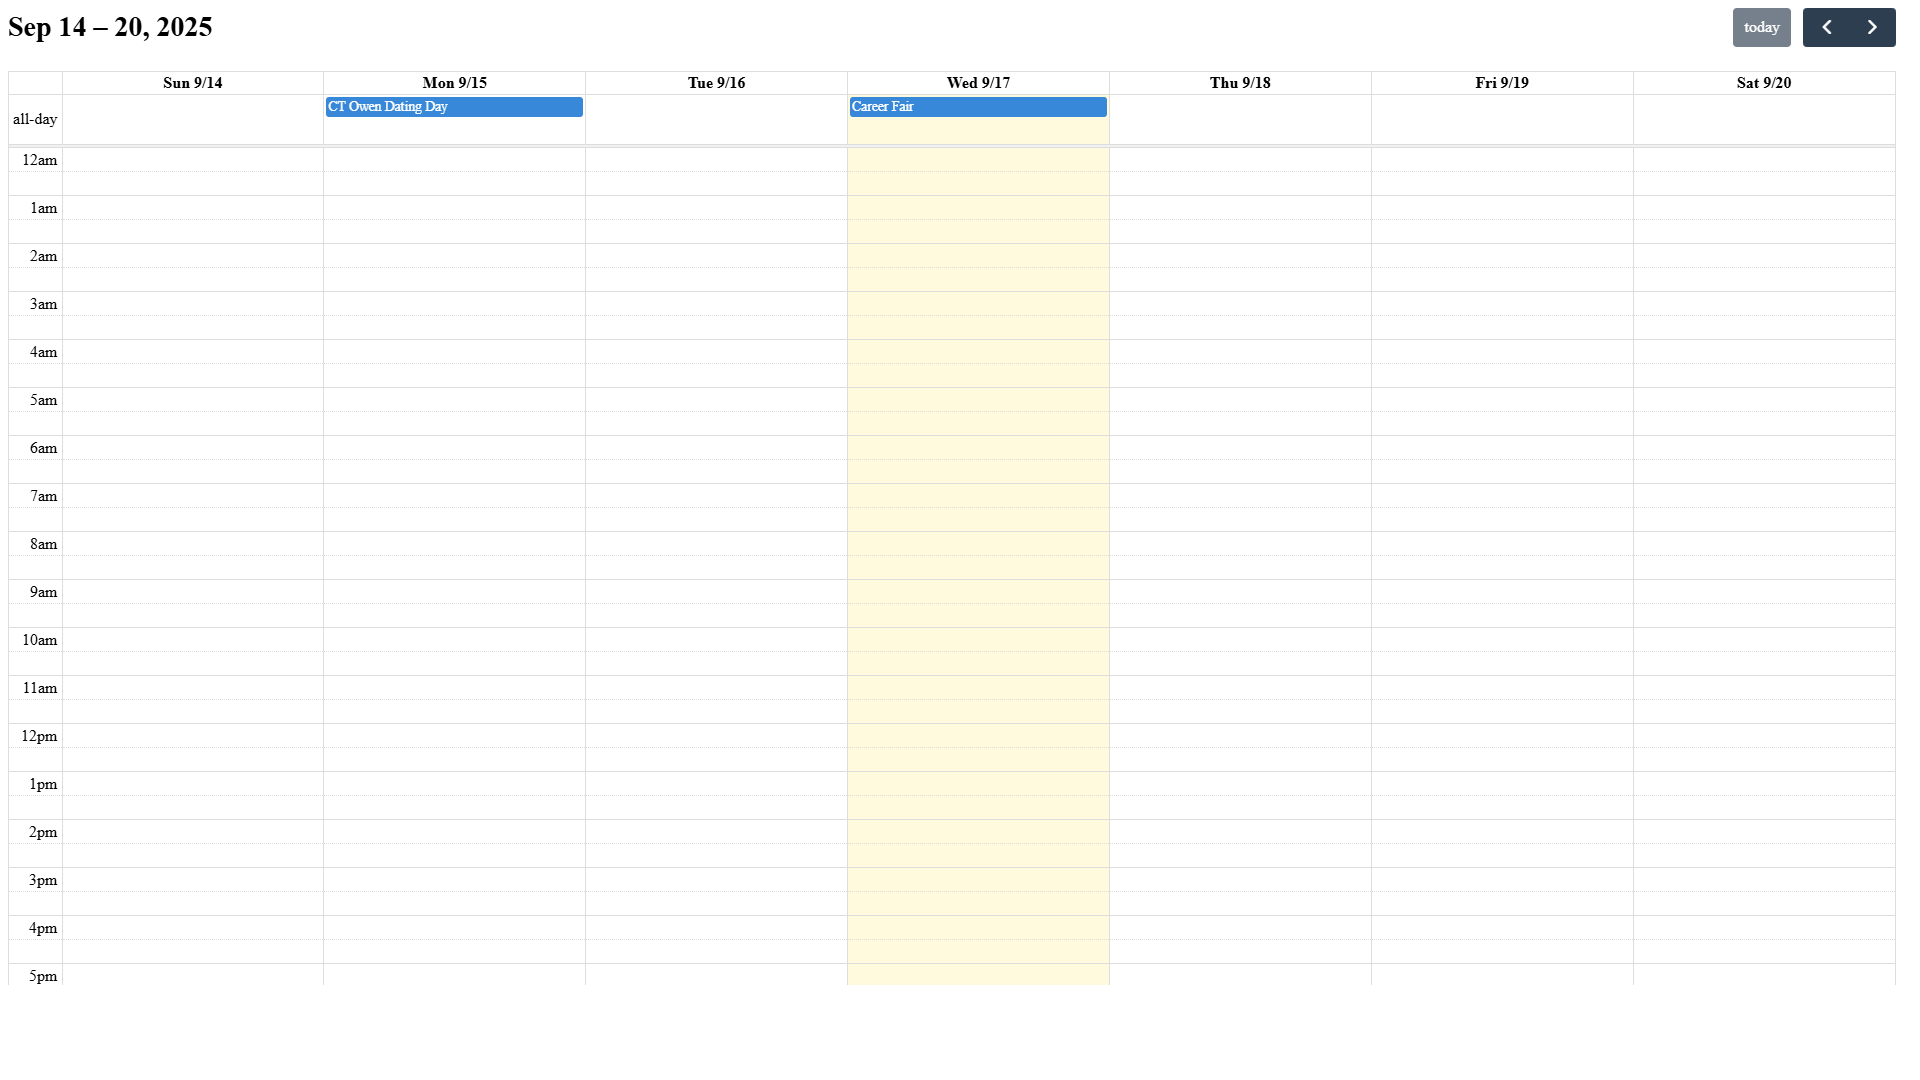 Sep 14 – 20, 2025
today
Sun 9/14 Mon 9/15 Tue 9/16 Wed 9/17 Thu 9/18 Fri 9/19 Sat 9/20
all-day
CT Owen Dating Day
Career Fair
12am
1am
2am
3am
4am
5am
6am
7am
8am
9am
10am
11am
12pm
1pm
2pm
3pm
4pm
5pm